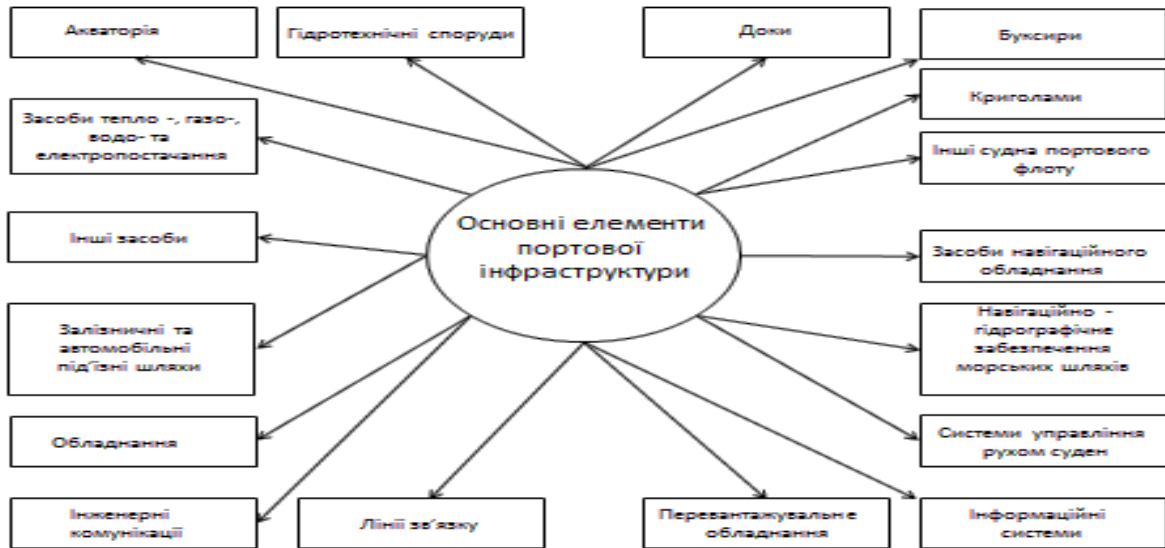 Акваторія
Гідротехнічні споруди
Доки
Буксири
Криголами
Засоби тепло -, газо-,
водо- та
електропостачання
Інші судна портового
флоту
Основні елементи
портової
інфраструктури
Інші засоби
Засоби навігаційного
обладнання
Залізничні та
автомобільні
під’їзні шляхи
Навігаційно -
гідрографічне
забезпечення
морських шляхів
Обладнання
Системи управління
рухом суден
Інженерні
комунікації
Лінії зв’язку
Перевантажувальне
обладнання
Інформаційні
системи